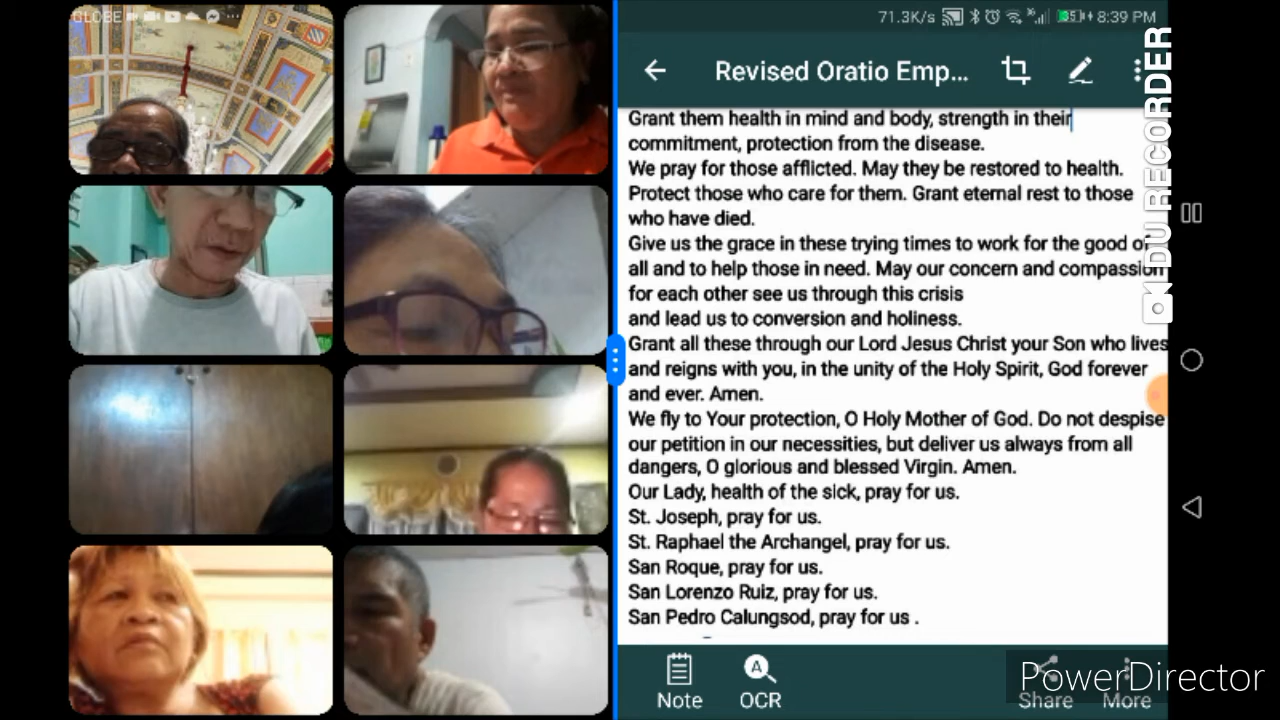 GLOBE
71.3K/s 8:39 PM
Revised Oratio Emp...
Grant them health in mind and body, strength in their
commitment, protection from the disease.
We pray for those afflicted. May they be restored to health.
Protect those who care for them. Grant eternal rest to those
who have died.
Give us the grace in these trying times to work for the good of
all and to help those in need. May our concern and compassion
for each other see us through this crisis
and lead us to conversion and holiness.
Grant all these through our Lord Jesus Christ your Son who lives
and reigns with you, in the unity of the Holy Spirit, God forever
and ever. Amen.
We fly to Your protection, O Holy Mother of God. Do not despise
our petition in our necessities, but deliver us always from all
dangers, O glorious and blessed Virgin. Amen.
Our Lady, health of the sick, pray for us.
St. Joseph, pray for us.
St. Raphael the Archangel, pray for us.
San Roque, pray for us.
San Lorenzo Ruiz, pray for us.
San Pedro Calungsod, pray for us .
Note OCR Share More
DU RECORDER
PowerDirector